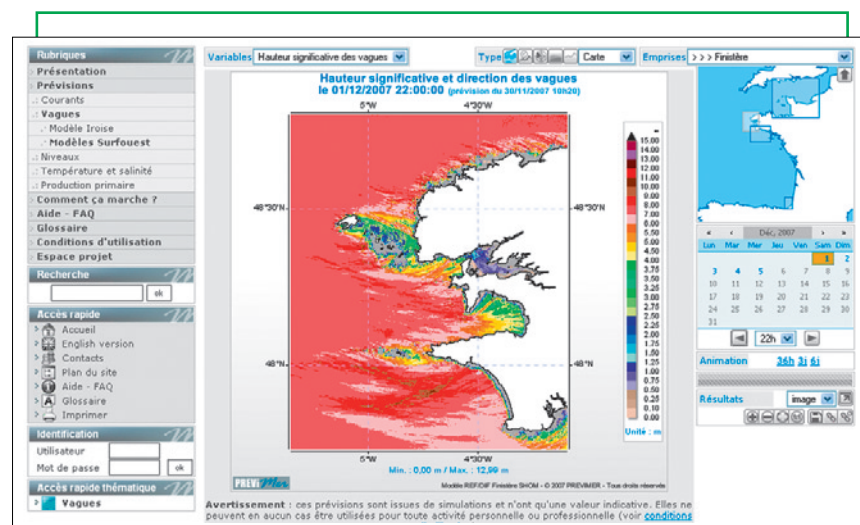 Rubriques
Présentation
Prévisions
Courants
Vagues
Modèle Iroise
Modèles Surfouest
Niveaux
Température et salinité
Production primaire
Comment ça marche ?
Aide - FAQ
Glossaire
Conditions d'utilisation
Espace projet
Recherche
ok
Accès rapide
Accueil
English version
Contacts
Plan du site
Aide - FAQ
Glossaire
Imprimer
Identification
Utilisateur
Mot de passe
ok
Accès rapide thématique
Vagues
Variables Hauteur significative des vagues
Type Carte
Emprises > > > Finistère
Hauteur significative et direction des vagues
le 01/12/2007 22:00:00 (prévision du 30/11/2007 10h20)
5°W 4°30'W
48°30'N 48°30'N
48°N 48°N
5°W 4°30'W
15.00
14.00
13.00
12.00
11.00
10.00
9.00
8.00
7.00
6.00
5.50
5.00
4.50
4.00
3.75
3.50
3.25
3.00
2.75
2.50
2.25
2.00
1.75
1.50
1.25
1.00
0.75
0.50
0.25
0.10
0.00
Unité : m
Min. : 0,00 m / Max. : 12,99 m
PREVIMER
Modèle REF/DIF Finistère SHOM - © 2007 PREVIMER - Tous droits réservés
Avertissement : ces prévisions sont issues de simulations et n'ont qu'une valeur indicative. Elles ne
peuvent en aucun cas être utilisées pour toute activité personnelle ou professionnelle (voir conditions
« ‹ Déc, 2007 › »
Lun Mar Mer Jeu Ven Sam Dim
1 2
3 4 5 6 7 8 9
10 11 12 13 14 15 16
17 18 19 20 21 22 23
24 25 26 27 28 29 30
31
22h
Animation 36h 3j 6j
Résultats image